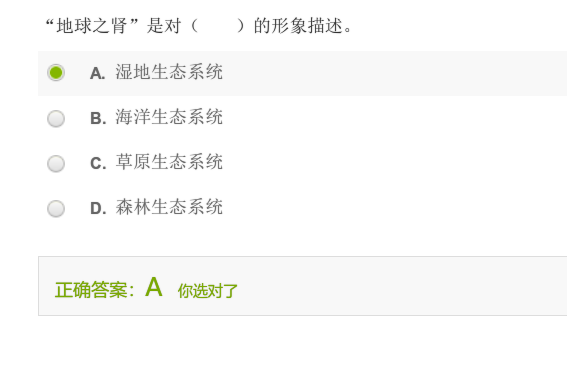 “地球之肾”是对（　　）的形象描述。
A. 湿地生态系统
B. 海洋生态系统
C. 草原生态系统
D. 森林生态系统
正确答案：A 你选对了